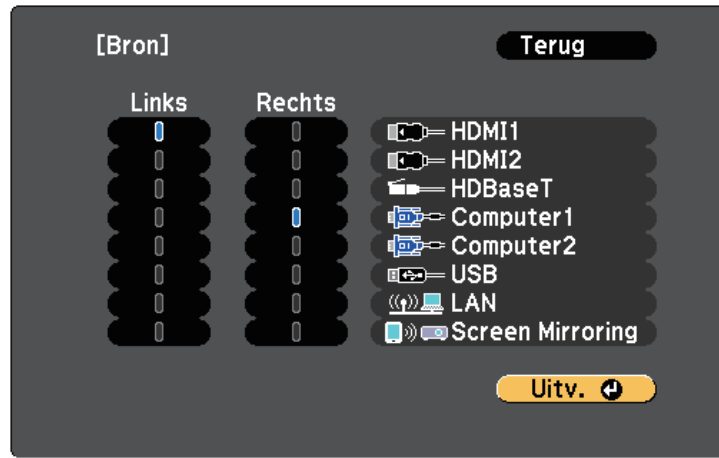 [Bron]
Terug
Links Rechts
HDMI1
HDMI2
HDBaseT
Computer1
Computer2
USB
LAN
Screen Mirroring
Uitv.